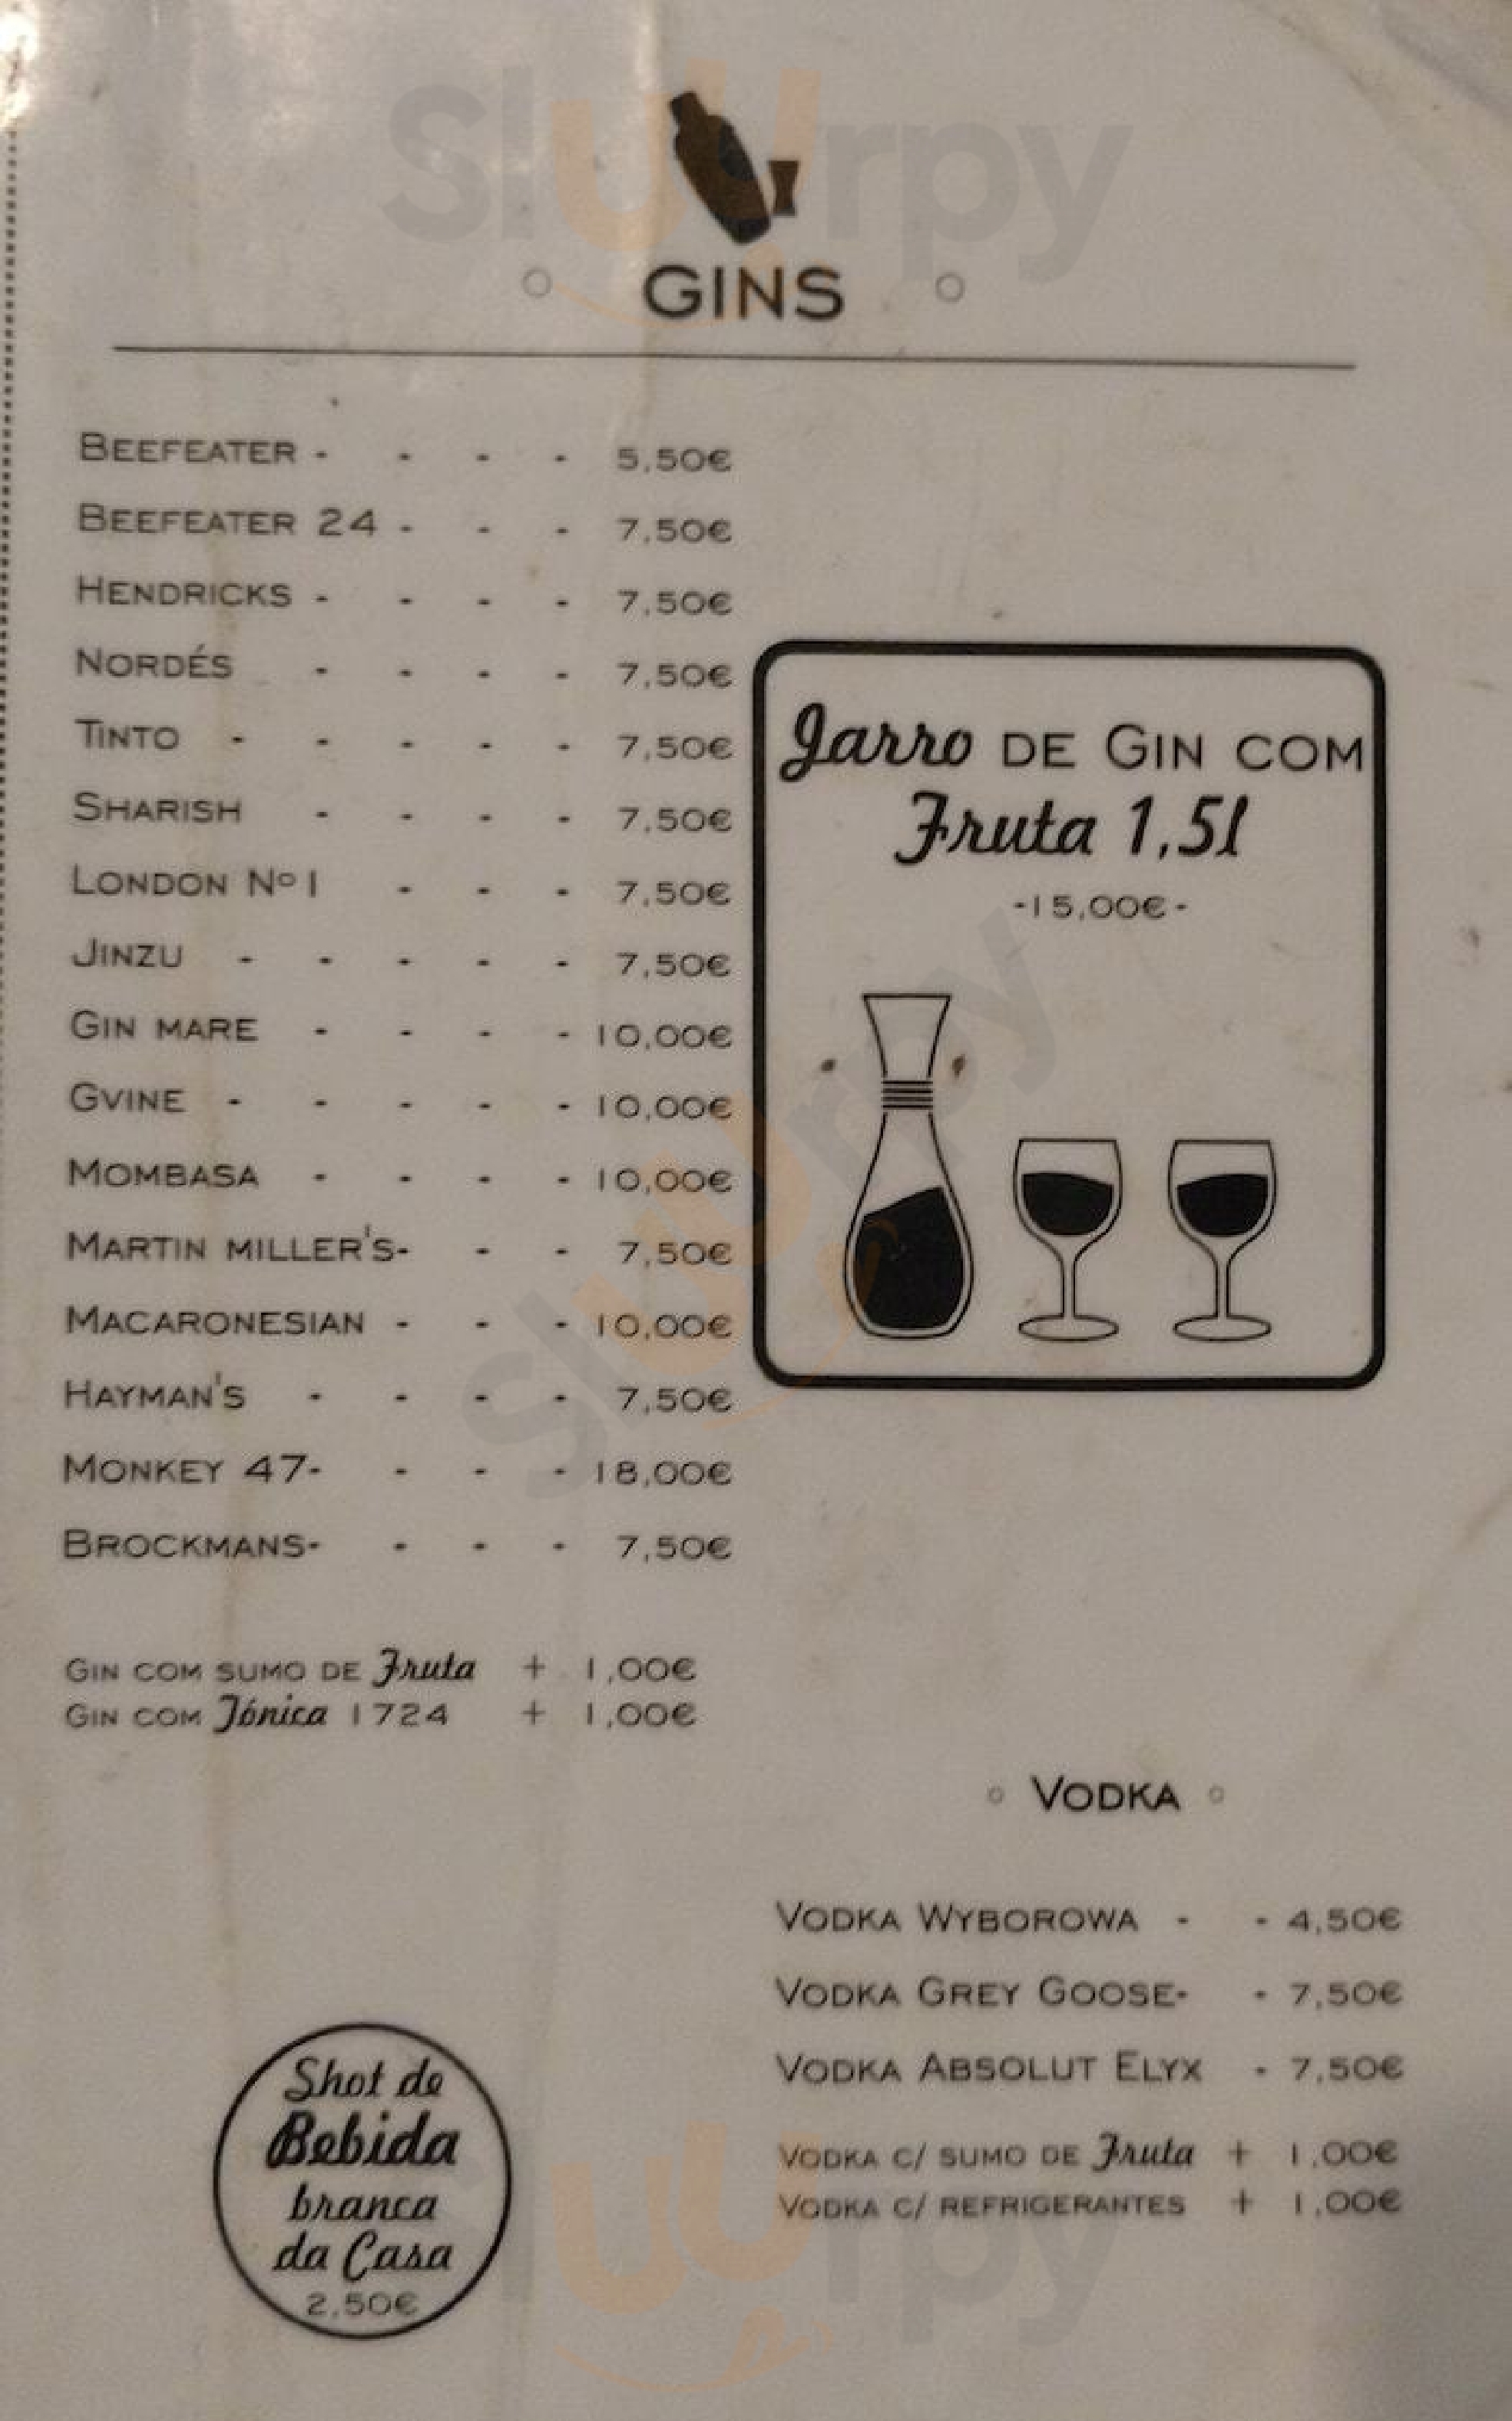 GINS
BEEFEATER - - - - 5,50€
BEEFEATER 24 - - - 7,50€
HENDRICKS - - - - 7,50€
NORDÉS - - - - 7,50€
TINTO - - - - - 7,50€
SHARISH - - - - 7,50€
LONDON Nº1 - - - 7,50€
JINZU - - - - - 7,50€
GIN MARE - - - - 10,00€
GVINE - - - - - 10,00€
MOMBASA - - - - 10,00€
MARTIN MILLER'S- - - 7,50€
MACARONESIAN - - - 10,00€
HAYMAN'S - - - - 7,50€
MONKEY 47- - - - 18,00€
BROCKMANS- - - - 7,50€
GIN COM SUMO DE Fruta + 1,00€
GIN COM Tónica 1724 + 1,00€
Jarro DE GIN COM
Fruta 1,5l
-15,00€-
VODKA
VODKA WYBOROWA - - 4,50€
VODKA GREY GOOSE- - 7,50€
VODKA ABSOLUT ELYX - 7,50€
VODKA C/ SUMO DE Fruta + 1,00€
VODKA C/ REFRIGERANTES + 1,00€
Shot de
Bebida
branca
da Casa
2,50€
Sluurpy
Sluurpy
Sluurpy